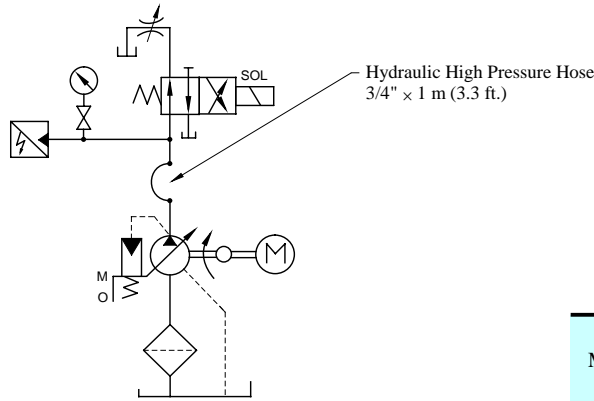 SOL
Hydraulic High Pressure Hose
3/4" × 1 m (3.3 ft.)
M
O
M
M